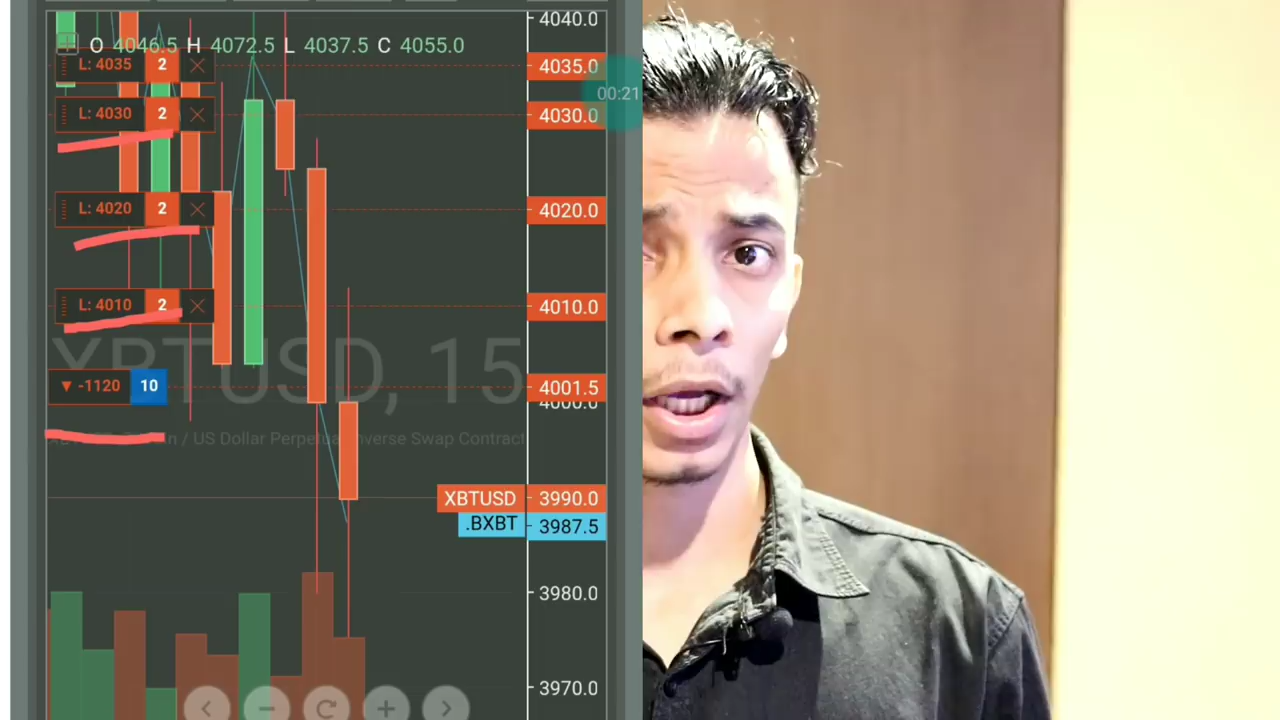 4040.0
O 4046.5 H 4072.5 L 4037.5 C 4055.0
L: 4035 2 4035.0
00:21
L: 4030 2 4030.0
L: 4020 2 4020.0
L: 4010 2 4010.0
XBTUSD, 15
▼ -1120 10 4001.5
4000.0
/ US Dollar Perpetual Inverse Swap Contract
XBTUSD 3990.0
.BXBT 3987.5
3980.0
3970.0